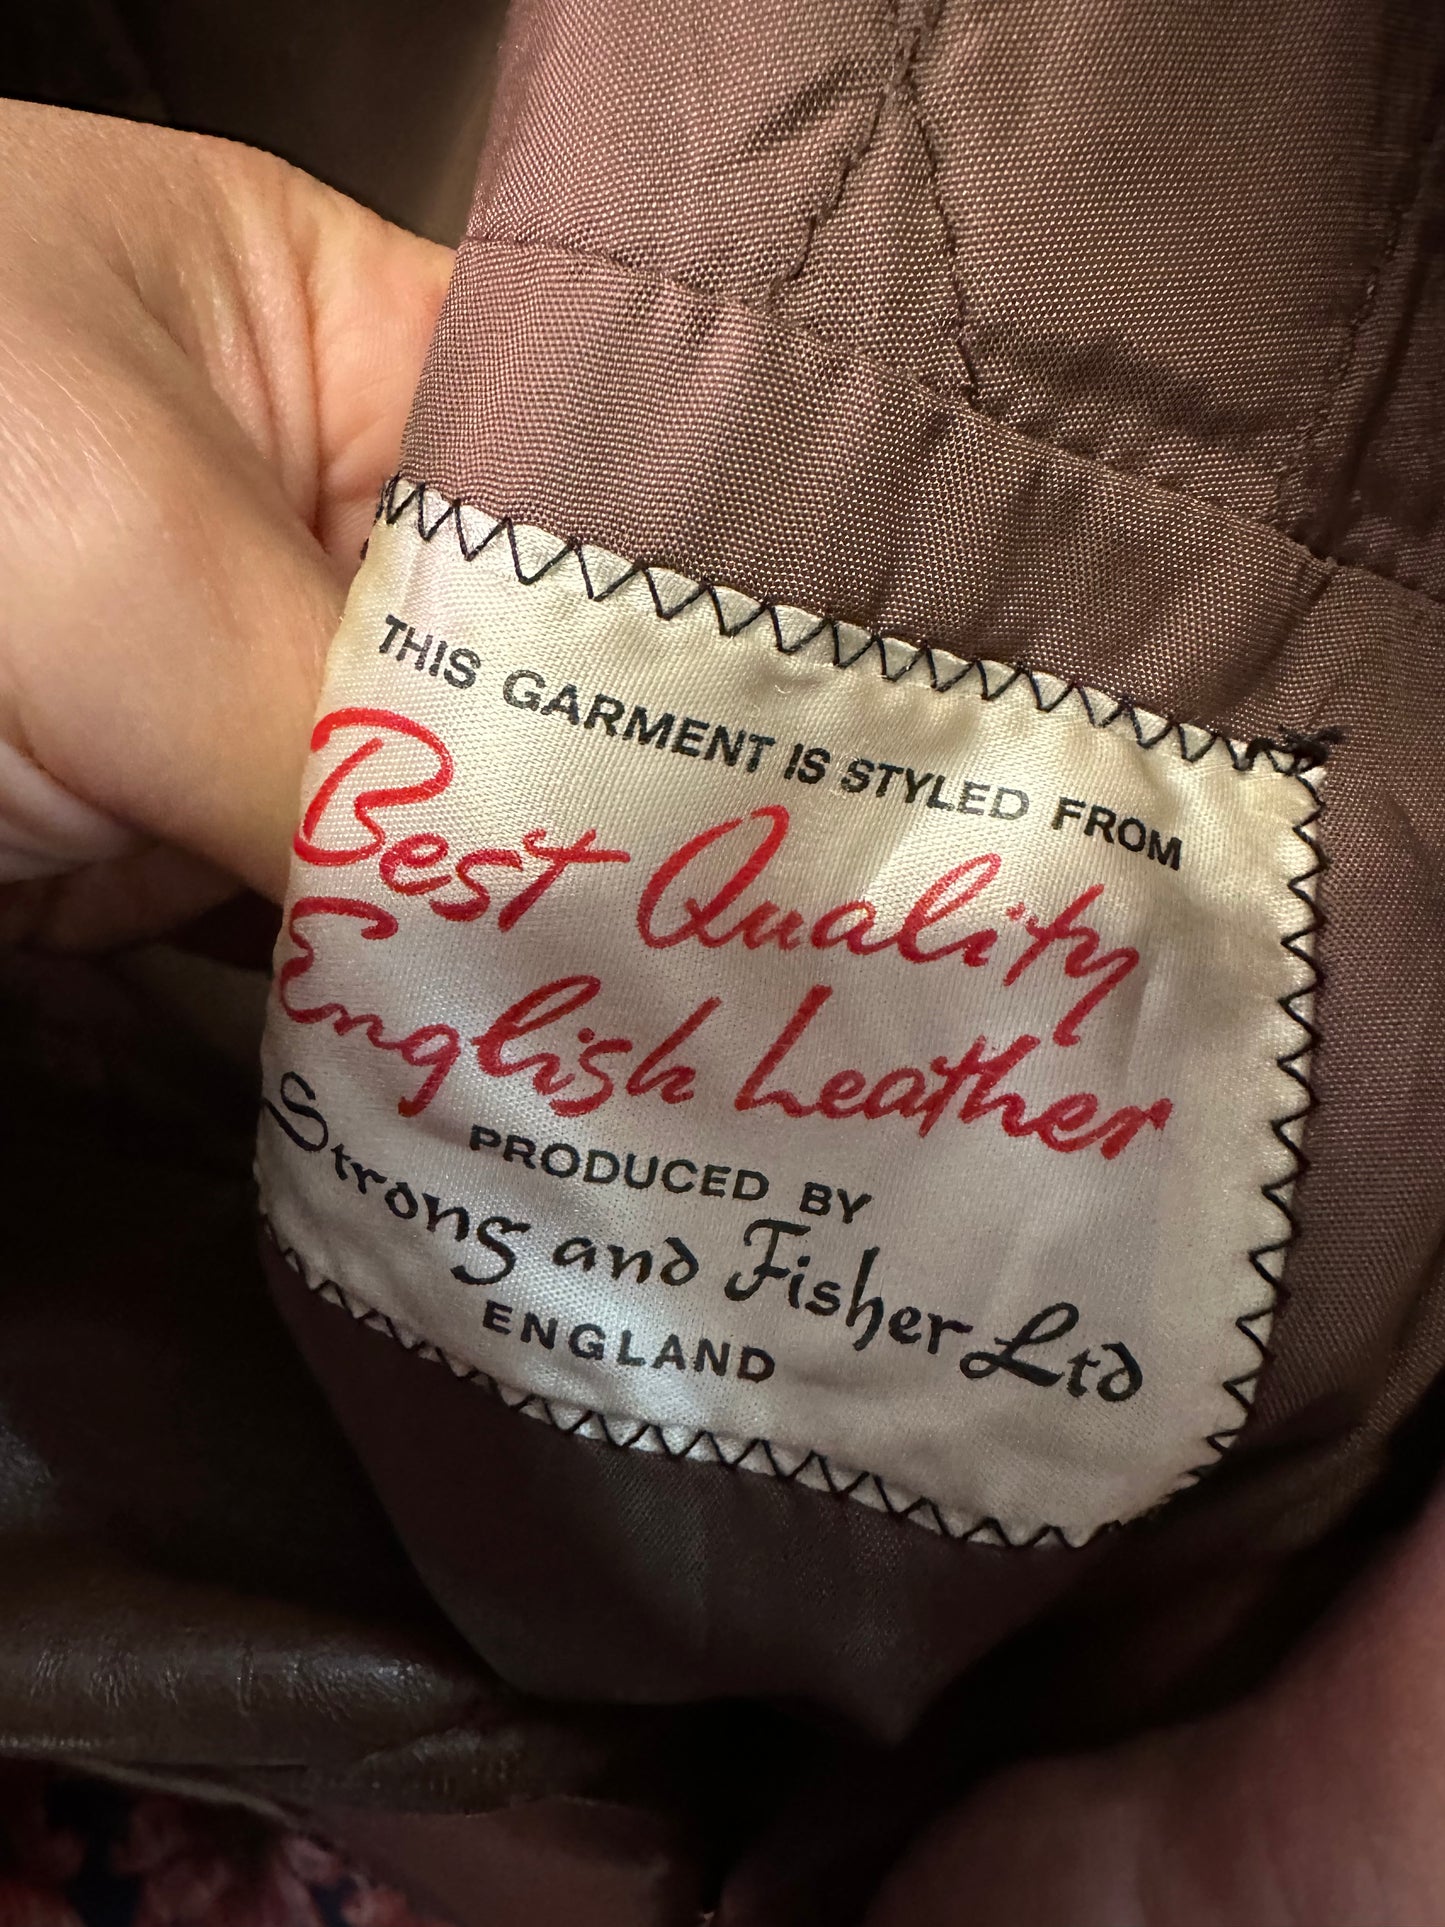 THIS GARMENT IS STYLED FROM
Best Quality
English Leather
PRODUCED BY
Strong and Fisher Ltd
ENGLAND